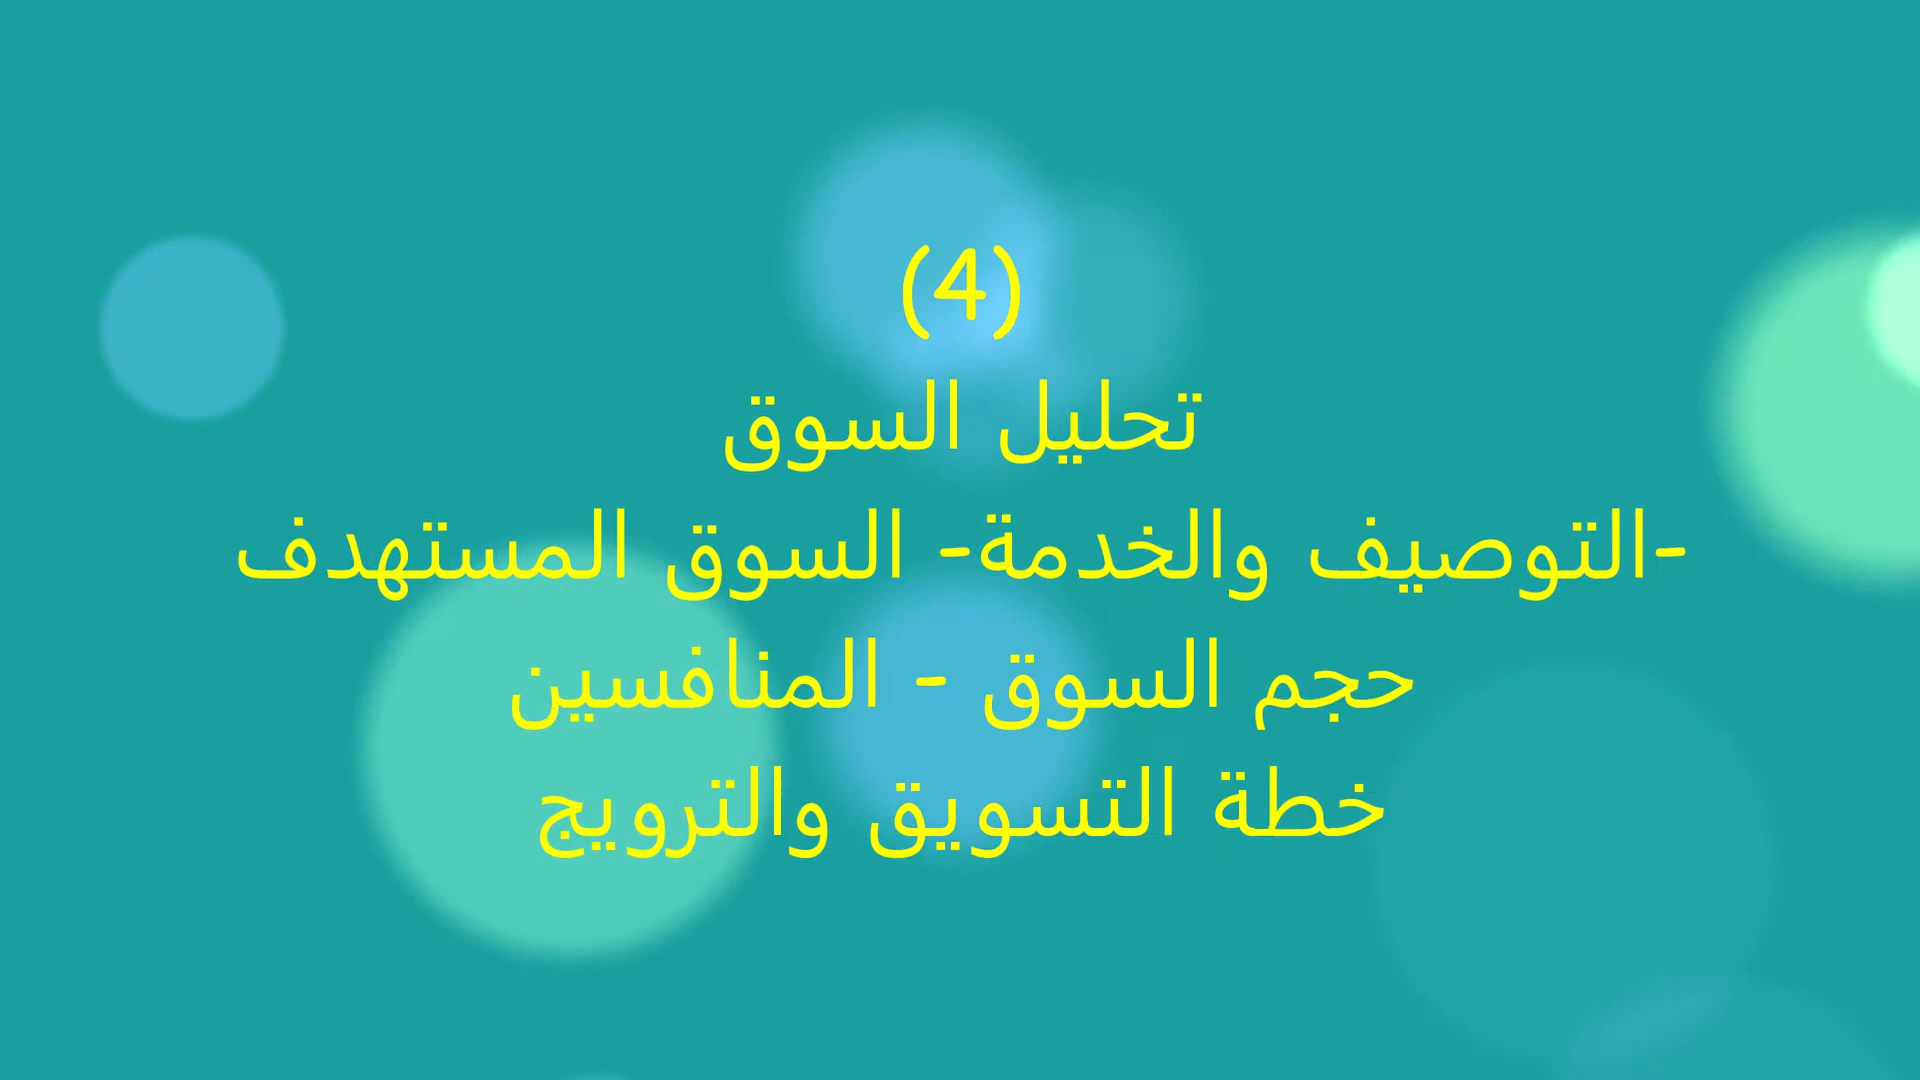 (4)
تحليل السوق
-التوصيف والخدمة- السوق المستهدف
حجم السوق - المنافسين
خطة التسويق والترويج